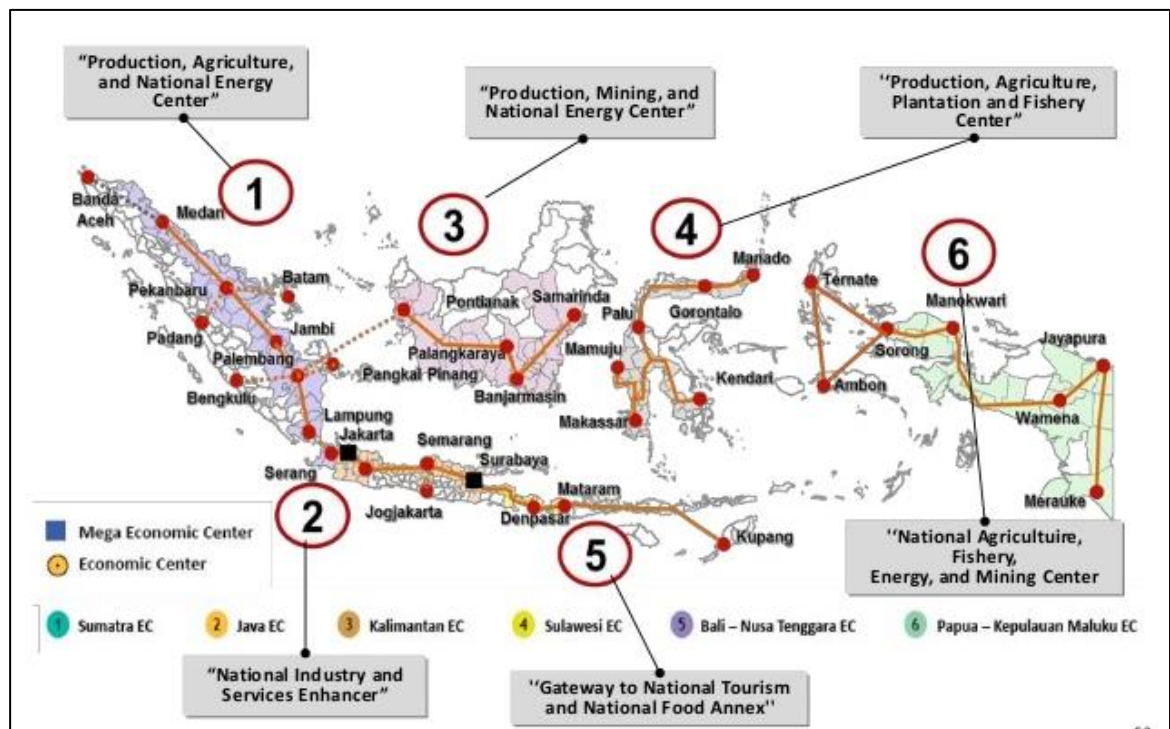 “Production, Agriculture,
and National Energy
Center”
“Production, Mining, and
National Energy Center”
‘‘Production, Agriculture,
Plantation and Fishery
Center”
1
3
4
6
Banda
Aceh
Medan
Batam
Pekanbaru
Padang
Jambi
Palembang
Pangkal Pinang
Bengkulu
Lampung
Jakarta
Serang
Semarang
Surabaya
Jogjakarta
Denpasar
Mataram
Kupang
Pontianak
Samarinda
Palangkaraya
Banjarmasin
Manado
Gorontalo
Palu
Mamuju
Kendari
Makassar
Ternate
Manokwari
Sorong
Ambon
Jayapura
Wamena
Merauke
2
5
Mega Economic Center
Economic Center
‘‘National Agricultuire,
Fishery,
Energy, and Mining Center
1 Sumatra EC
2 Java EC
3 Kalimantan EC
4 Sulawesi EC
5 Bali – Nusa Tenggara EC
6 Papua – Kepulauan Maluku EC
“National Industry and
Services Enhancer”
‘‘Gateway to National Tourism
and National Food Annex''